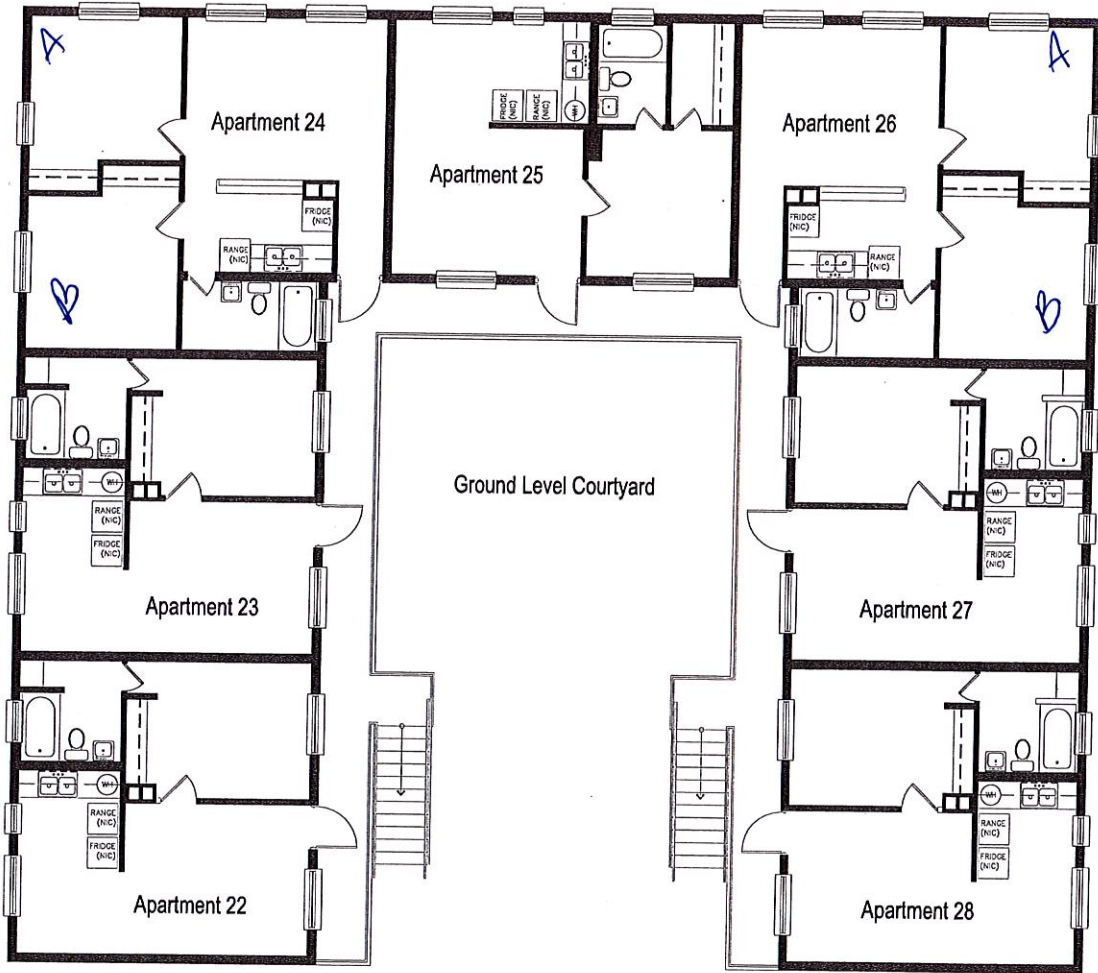 A
A
Apartment 24
Apartment 25
Apartment 26
FRIDGE
(NIC)
RANGE
(NIC)
WH
FRIDGE
(NIC)
RANGE
(NIC)
FRIDGE
(NIC)
RANGE
(NIC)
B
B
WH
RANGE
(NIC)
FRIDGE
(NIC)
Apartment 23
Ground Level Courtyard
WH
RANGE
(NIC)
FRIDGE
(NIC)
Apartment 27
WH
RANGE
(NIC)
FRIDGE
(NIC)
Apartment 22
WH
RANGE
(NIC)
FRIDGE
(NIC)
Apartment 28